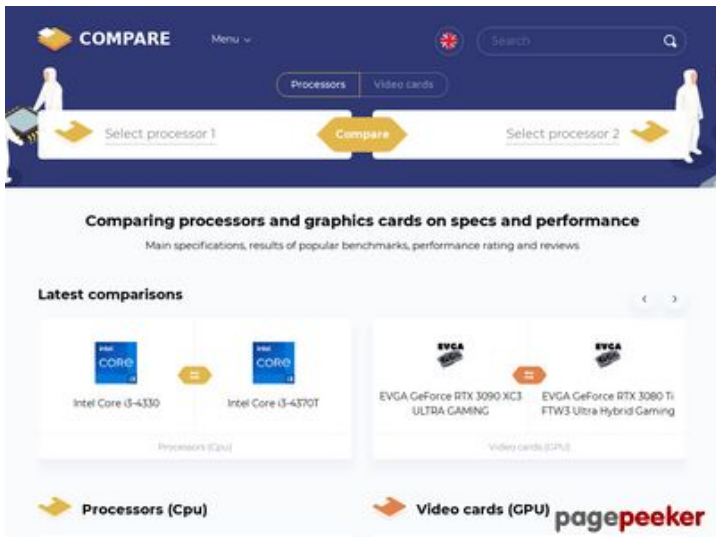 COMPARE
Menu
Search
Processors
Video cards
Select processor 1
Compare
Select processor 2
Comparing processors and graphics cards on specs and performance
Main specifications, results of popular benchmarks, performance rating and reviews
Latest comparisons
intel
CORE
i3
intel
CORE
i3
EVGA
EVGA
Intel Core i3-4330
Intel Core i3-4370T
EVGA GeForce RTX 3090 XC3
ULTRA GAMING
EVGA GeForce RTX 3080 Ti
FTW3 Ultra Hybrid Gaming
Processors (Cpu)
Video cards (GPU)
Processors (Cpu)
Video cards (GPU)
pagepeeker